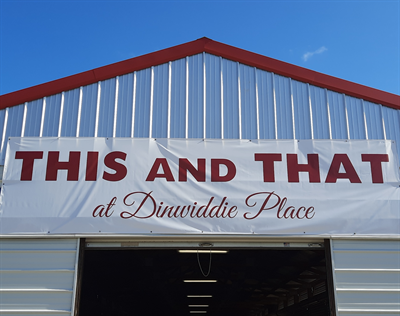 THIS AND THAT
at Dinwiddie Place